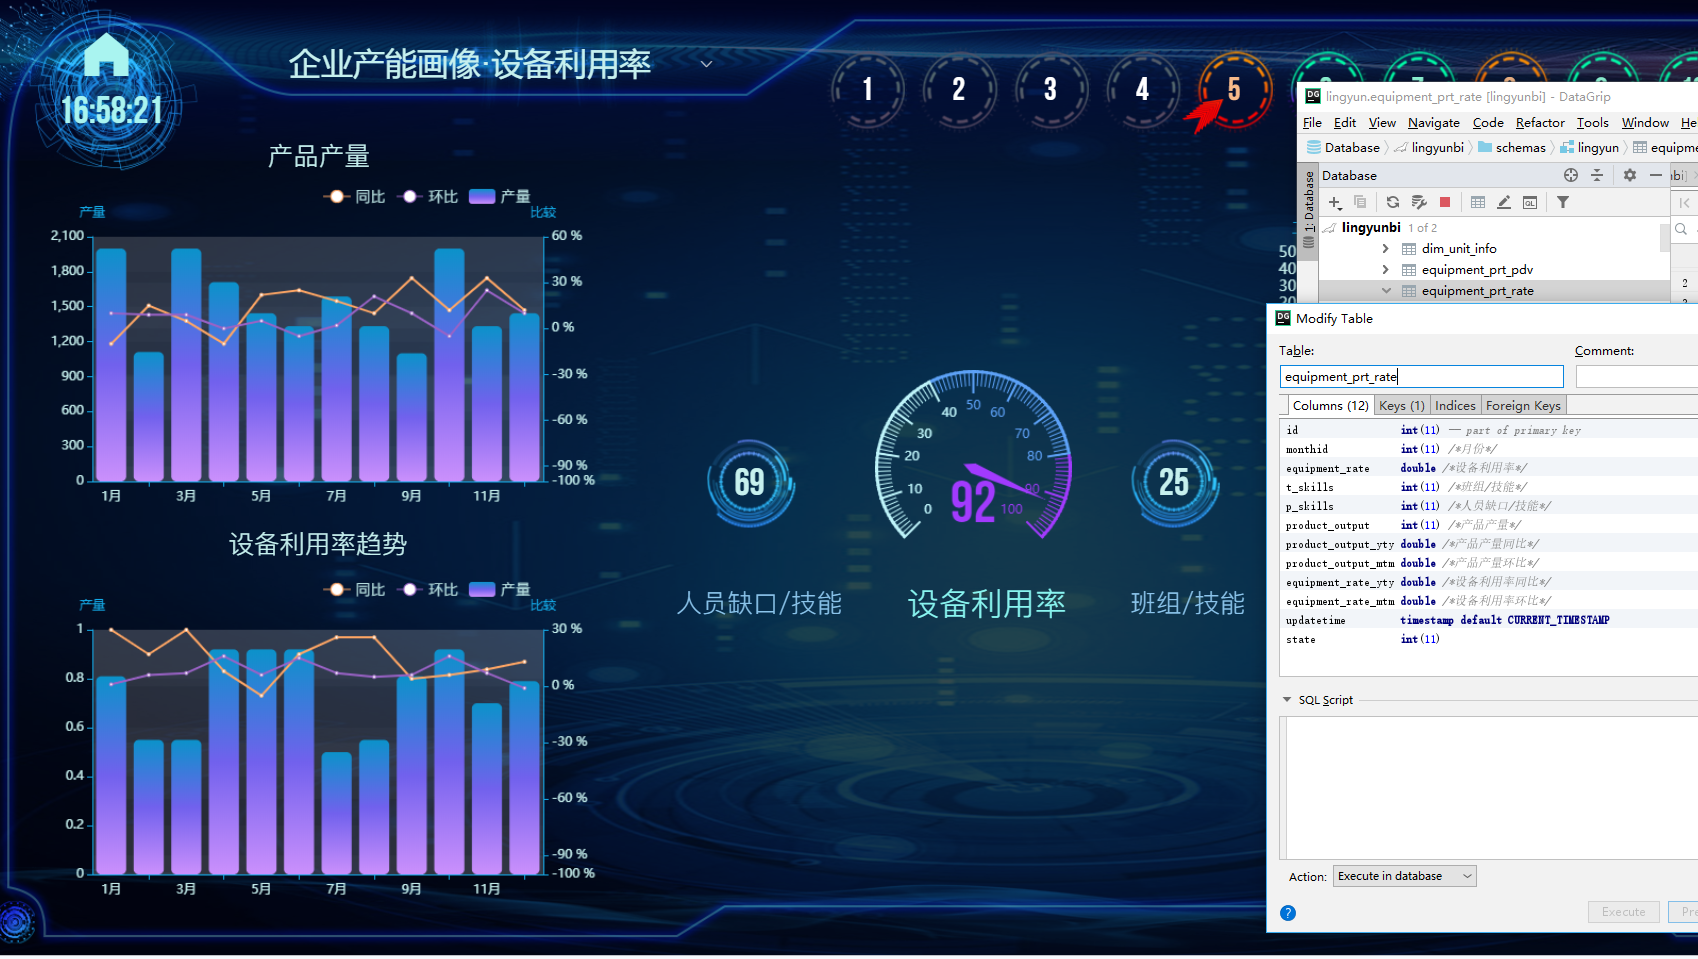 企业产能画像·设备利用率
16:58:21
1 2 3 4 5
产品产量
同比 环比 产量
产量 比较
2,100 60 %
1,800 30 %
1,500 0 %
1,200 -30 %
900 -60 %
600 -90 %
300 -100 %
0
1月 3月 5月 7月 9月 11月
设备利用率趋势
同比 环比 产量
产量 比较
1 30 %
0.8 0 %
0.6 -30 %
0.4 -60 %
0.2 -90 %
0 -100 %
1月 3月 5月 7月 9月 11月
69
人员缺口/技能
0 10 20 30 40 50 60 70 80 90 100
92
设备利用率
25
班组/技能
50
40
30
lingyun.equipment_prt_rate [lingyunbi] - DataGrip
File Edit View Navigate Code Refactor Tools Window He
Database lingyunbi schemas lingyun equipme
1: Database
Database
lingyunbi 1 of 2
dim_unit_info
equipment_prt_pdv
equipment_prt_rate
2
Modify Table
Table: Comment:
equipment_prt_rate
Columns (12) Keys (1) Indices Foreign Keys
id int(11) — part of primary key
monthid int(11) /*月份*/
equipment_rate double /*设备利用率*/
t_skills int(11) /*班组/技能*/
p_skills int(11) /*人员缺口/技能*/
product_output int(11) /*产品产量*/
product_output_yty double /*产品产量同比*/
product_output_mtm double /*产品产量环比*/
equipment_rate_yty double /*设备利用率同比*/
equipment_rate_mtm double /*设备利用率环比*/
updatetime timestamp default CURRENT_TIMESTAMP
state int(11)
SQL Script
Action: Execute in database
?
Execute Pre